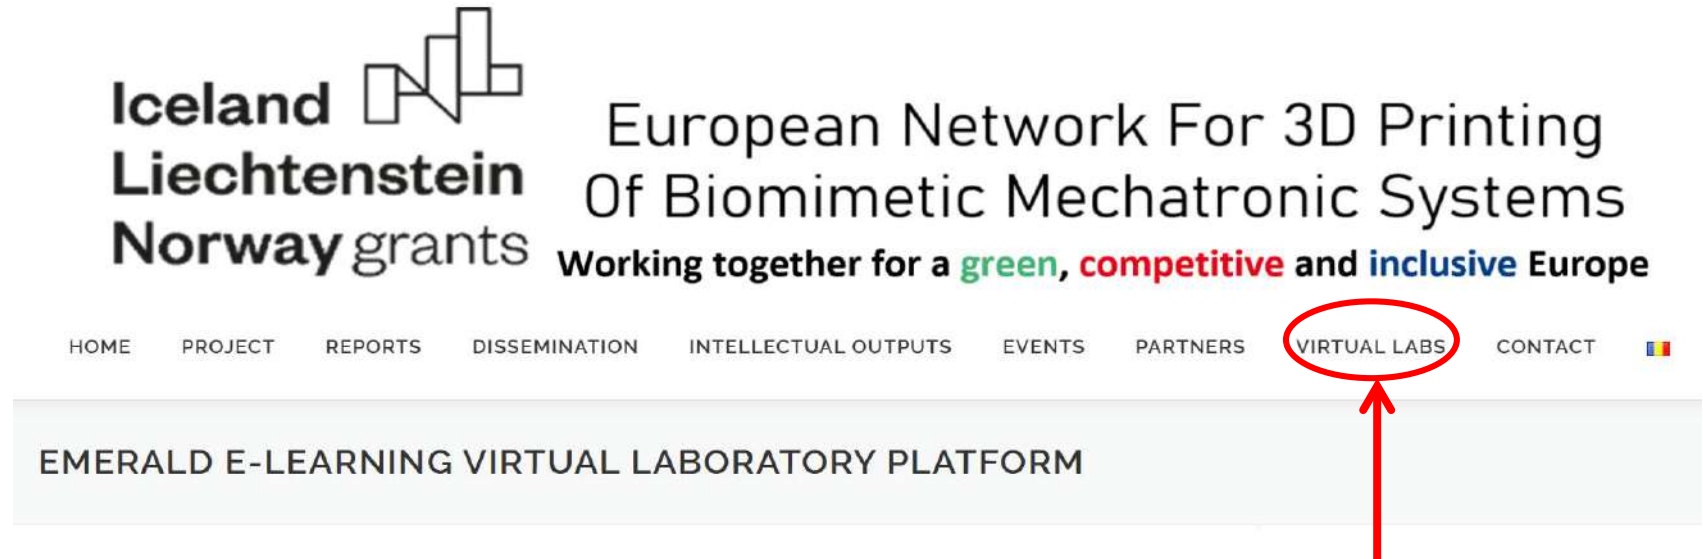 Iceland
Liechtenstein
Norway grants
European Network For 3D Printing
Of Biomimetic Mechatronic Systems
Working together for a green, competitive and inclusive Europe
HOME PROJECT REPORTS DISSEMINATION INTELLECTUAL OUTPUTS EVENTS PARTNERS VIRTUAL LABS CONTACT
EMERALD E-LEARNING VIRTUAL LABORATORY PLATFORM